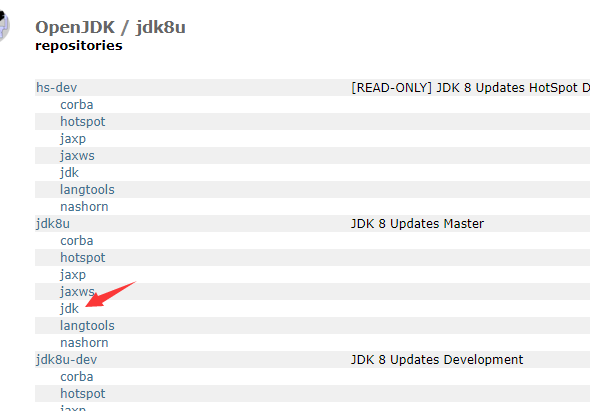 OpenJDK / jdk8u
repositories
hs-dev [READ-ONLY] JDK 8 Updates HotSpot D
corba
hotspot
jaxp
jaxws
jdk
langtools
nashorn
jdk8u JDK 8 Updates Master
corba
hotspot
jaxp
jaxws
jdk
langtools
nashorn
jdk8u-dev JDK 8 Updates Development
corba
hotspot
jaxp